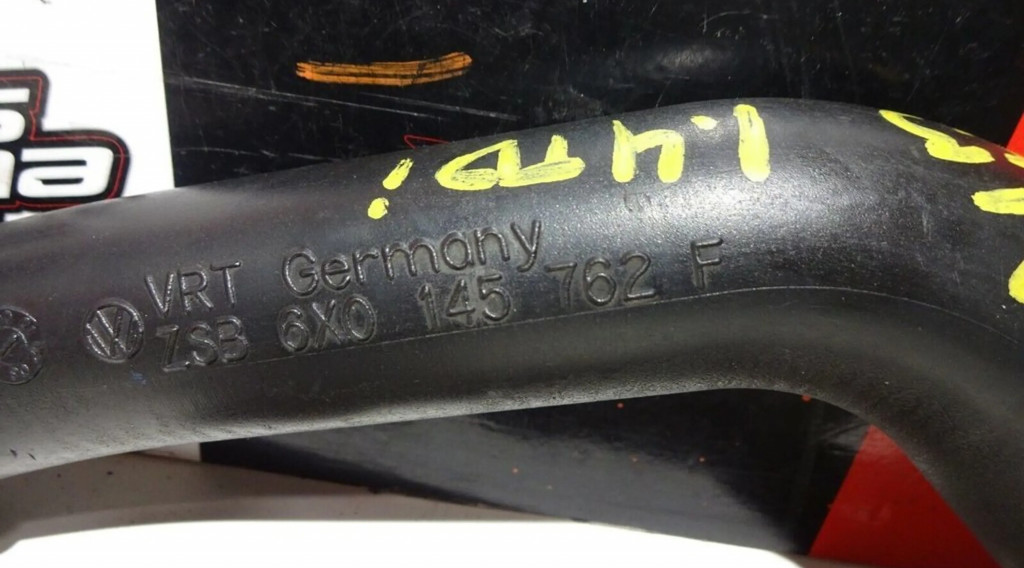 1.4 TDi
VRT Germany
ZSB 6X0 145 762 F